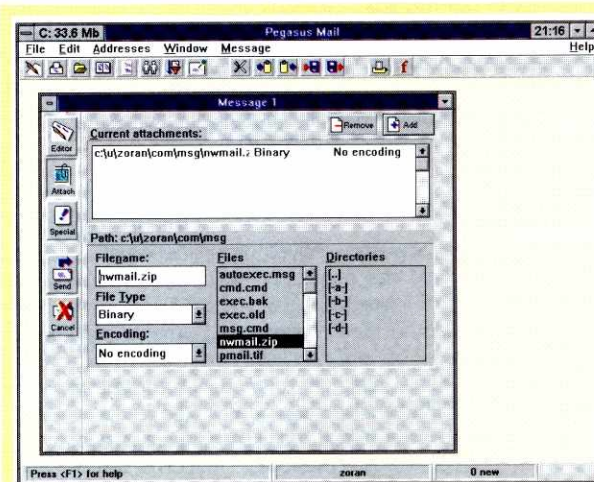 C: 33.6 Mb Pegasus Mail 21:16
File Edit Addresses Window Message Help
Message 1
Editor
Attach
Special
Send
Cancel
Current attachments:
Remove
Add
c:\u\zoran\com\msg\nwmail.z Binary No encoding
Path: c:\u\zoran\com\msg
Filename:
nwmail.zip
File Type
Binary
Encoding:
No encoding
Files
autoexec.msg
cmd.cmd
exec.bak
exec.old
msg.cmd
nwmail.zip
pmail.tif
Directories
[..]
[-a-]
[-b-]
[-c-]
[-d-]
Press <F1> for help zoran 0 new